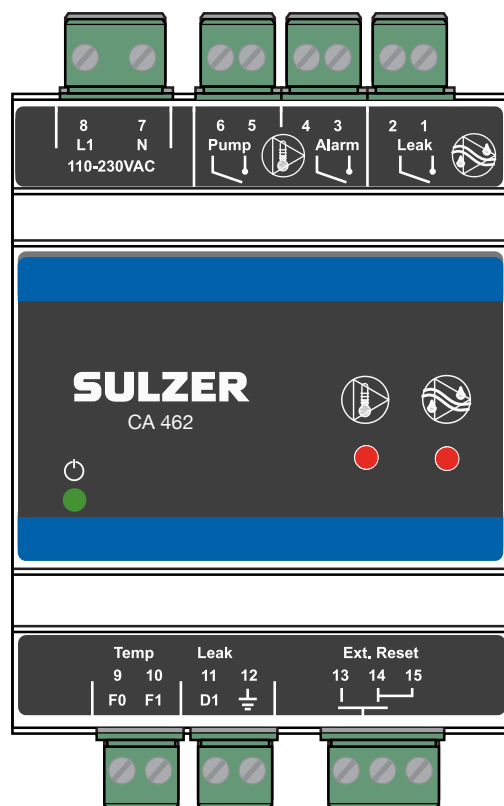 8 7 6 5 4 3 2 1
L1 N Pump Alarm Leak
110-230VAC
SULZER
CA 462
Temp Leak Ext. Reset
9 10 11 12 13 14 15
F0 F1 D1